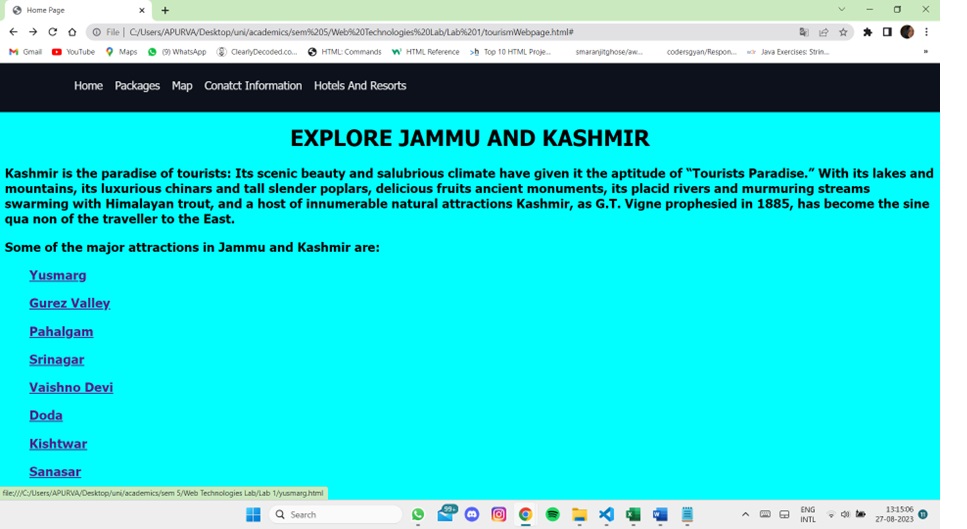 Home Page
File | C:/Users/APURVA/Desktop/uni/academics/sem%205/Web%20Technologies%20Lab/Lab%201/tourismWebpage.html#
Gmail YouTube Maps (9) WhatsApp ClearlyDecoded.co... HTML: Commands HTML Reference Top 10 HTML Proje... smaranjitghose/aw... codersgyan/Respon... Java Exercises: Strin...
Home Packages Map Conatct Information Hotels And Resorts
EXPLORE JAMMU AND KASHMIR
Kashmir is the paradise of tourists: Its scenic beauty and salubrious climate have given it the aptitude of “Tourists Paradise.” With its lakes and
mountains, its luxurious chinars and tall slender poplars, delicious fruits ancient monuments, its placid rivers and murmuring streams
swarming with Himalayan trout, and a host of innumerable natural attractions Kashmir, as G.T. Vigne prophesied in 1885, has become the sine
qua non of the traveller to the East.
Some of the major attractions in Jammu and Kashmir are:
Yusmarg
Gurez Valley
Pahalgam
Srinagar
Vaishno Devi
Doda
Kishtwar
Sanasar
file:///C:/Users/APURVA/Desktop/uni/academics/sem 5/Web Technologies Lab/Lab 1/yusmarg.html
Search 99+ ENG 13:15:06
INTL 27-08-2023